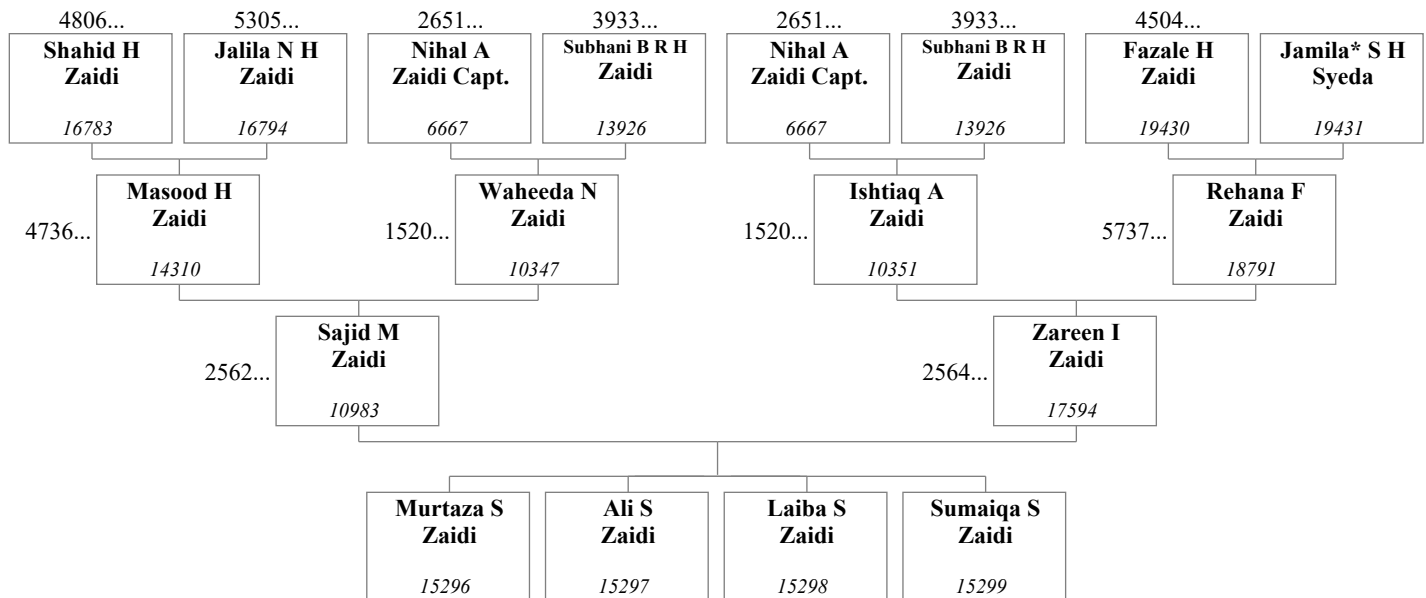 4806... 5305... 2651... 3933... 2651... 3933... 4504...
Shahid H Jalila N H Nihal A Subhani B R H Nihal A Subhani B R H Fazale H Jamila* S H
Zaidi Zaidi Zaidi Capt. Zaidi Zaidi Capt. Zaidi Zaidi Syeda
16783 16794 6667 13926 6667 13926 19430 19431
Masood H Waheeda N Ishtiaq A Rehana F
Zaidi Zaidi Zaidi Zaidi
4736... 1520... 1520... 5737...
14310 10347 10351 18791
Sajid M Zareen I
Zaidi Zaidi
2562... 2564...
10983 17594
Murtaza S Ali S Laiba S Sumaiqa S
Zaidi Zaidi Zaidi Zaidi
15296 15297 15298 15299